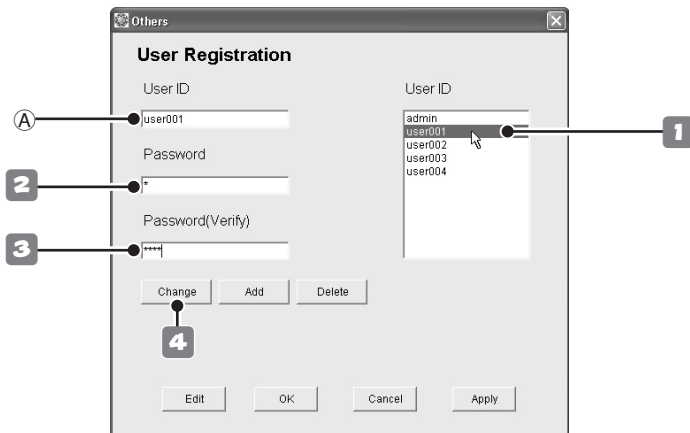 Others
User Registration
User ID
User ID
A
user001
admin
user001
1
user002
user003
user004
Password
2
*
Password(Verify)
3
****
Change
Add
Delete
4
Edit
OK
Cancel
Apply